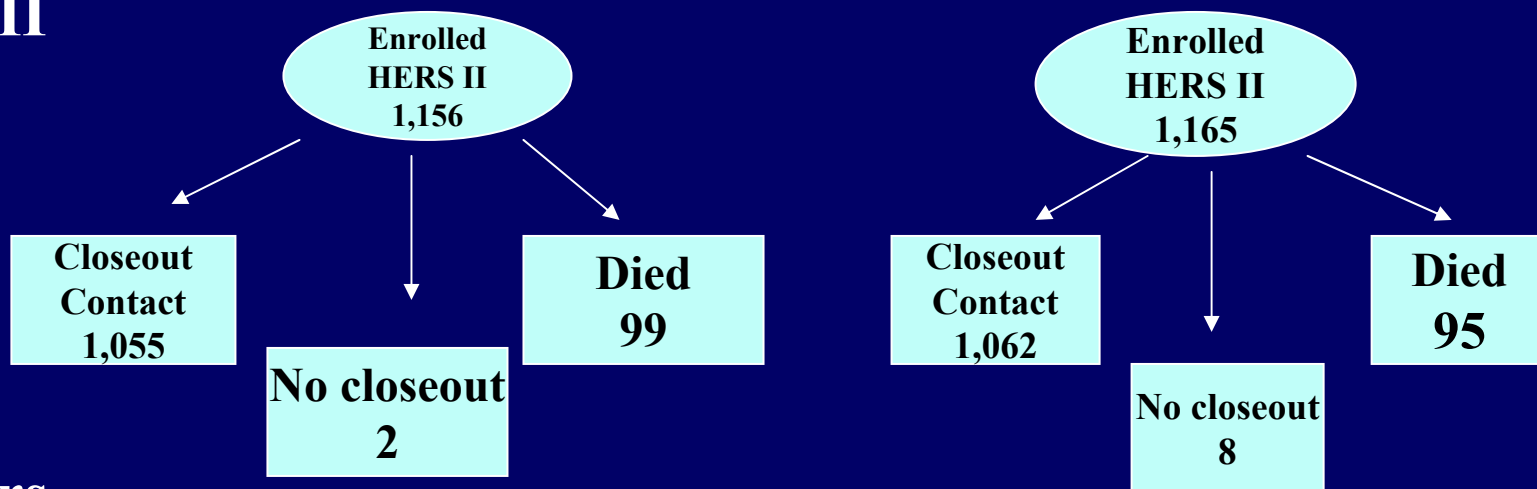 II
Enrolled
HERS II
1,156
Closeout
Contact
1,055
No closeout
2
Died
99
Enrolled
HERS II
1,165
Closeout
Contact
1,062
No closeout
8
Died
95